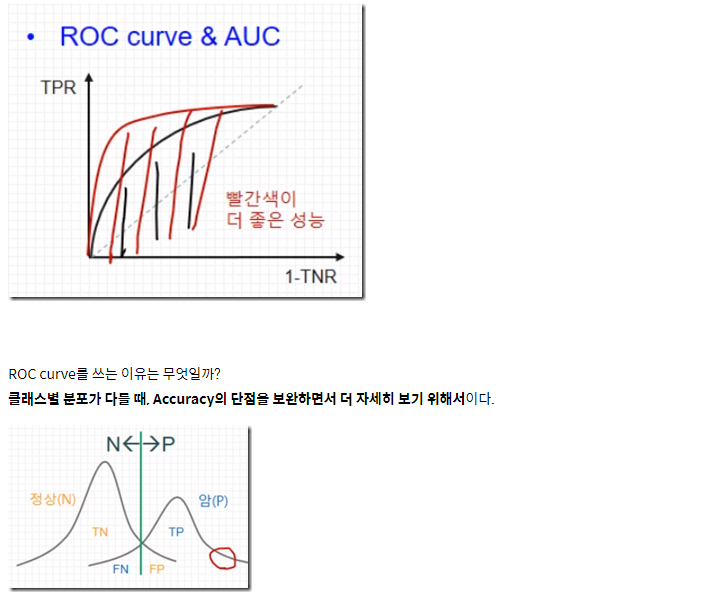 • ROC curve & AUC
TPR
빨간색이
더 좋은 성능
1-TNR
ROC curve를 쓰는 이유는 무엇일까?
클래스별 분포가 다를 때, Accuracy의 단점을 보완하면서 더 자세히 보기 위해서이다.
N←→P
정상(N)
암(P)
TN
TP
FN
FP